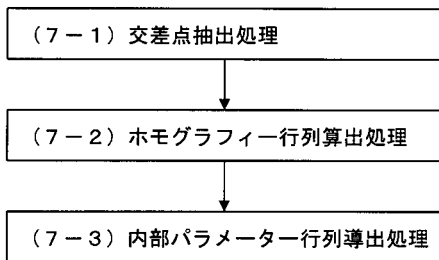 （７－１）交差点抽出処理
（７－２）ホモグラフィー行列算出処理
（７－３）内部パラメーター行列導出処理